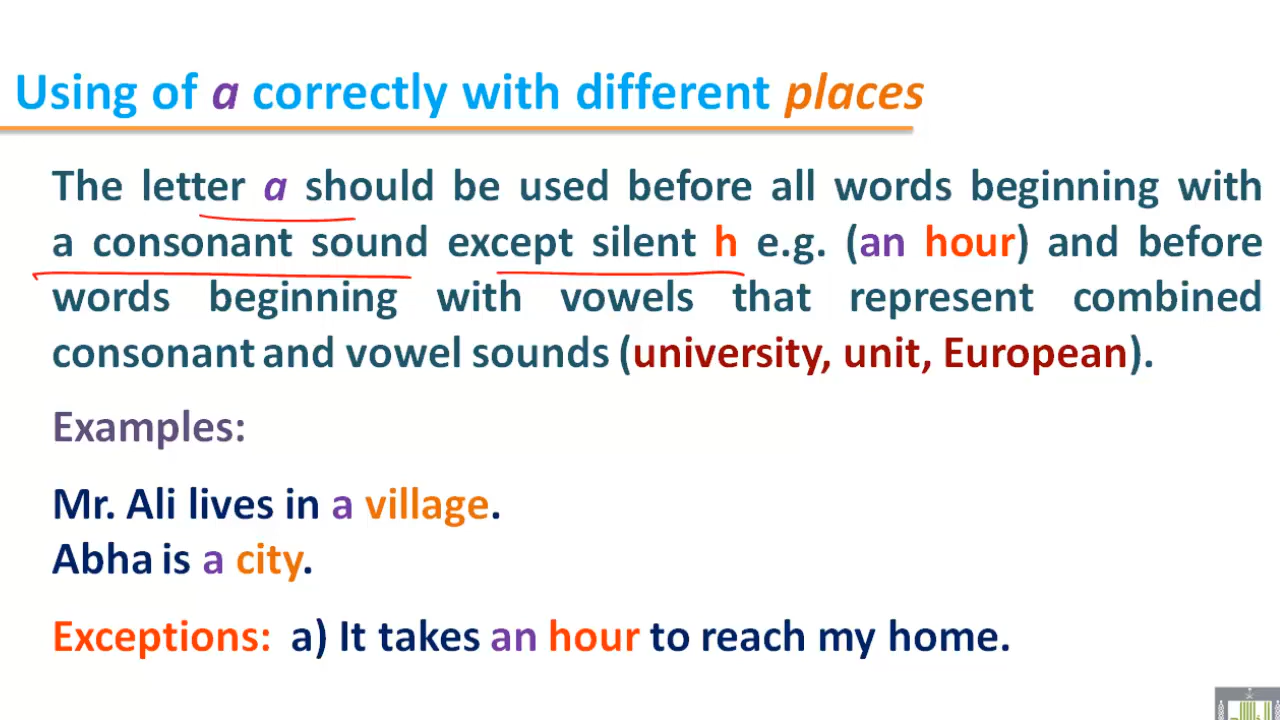 Using of a correctly with different places
The letter a should be used before all words beginning with
a consonant sound except silent h e.g. (an hour) and before
words beginning with vowels that represent combined
consonant and vowel sounds (university, unit, European).
Examples:
Mr. Ali lives in a village.
Abha is a city.
Exceptions: a) It takes an hour to reach my home.